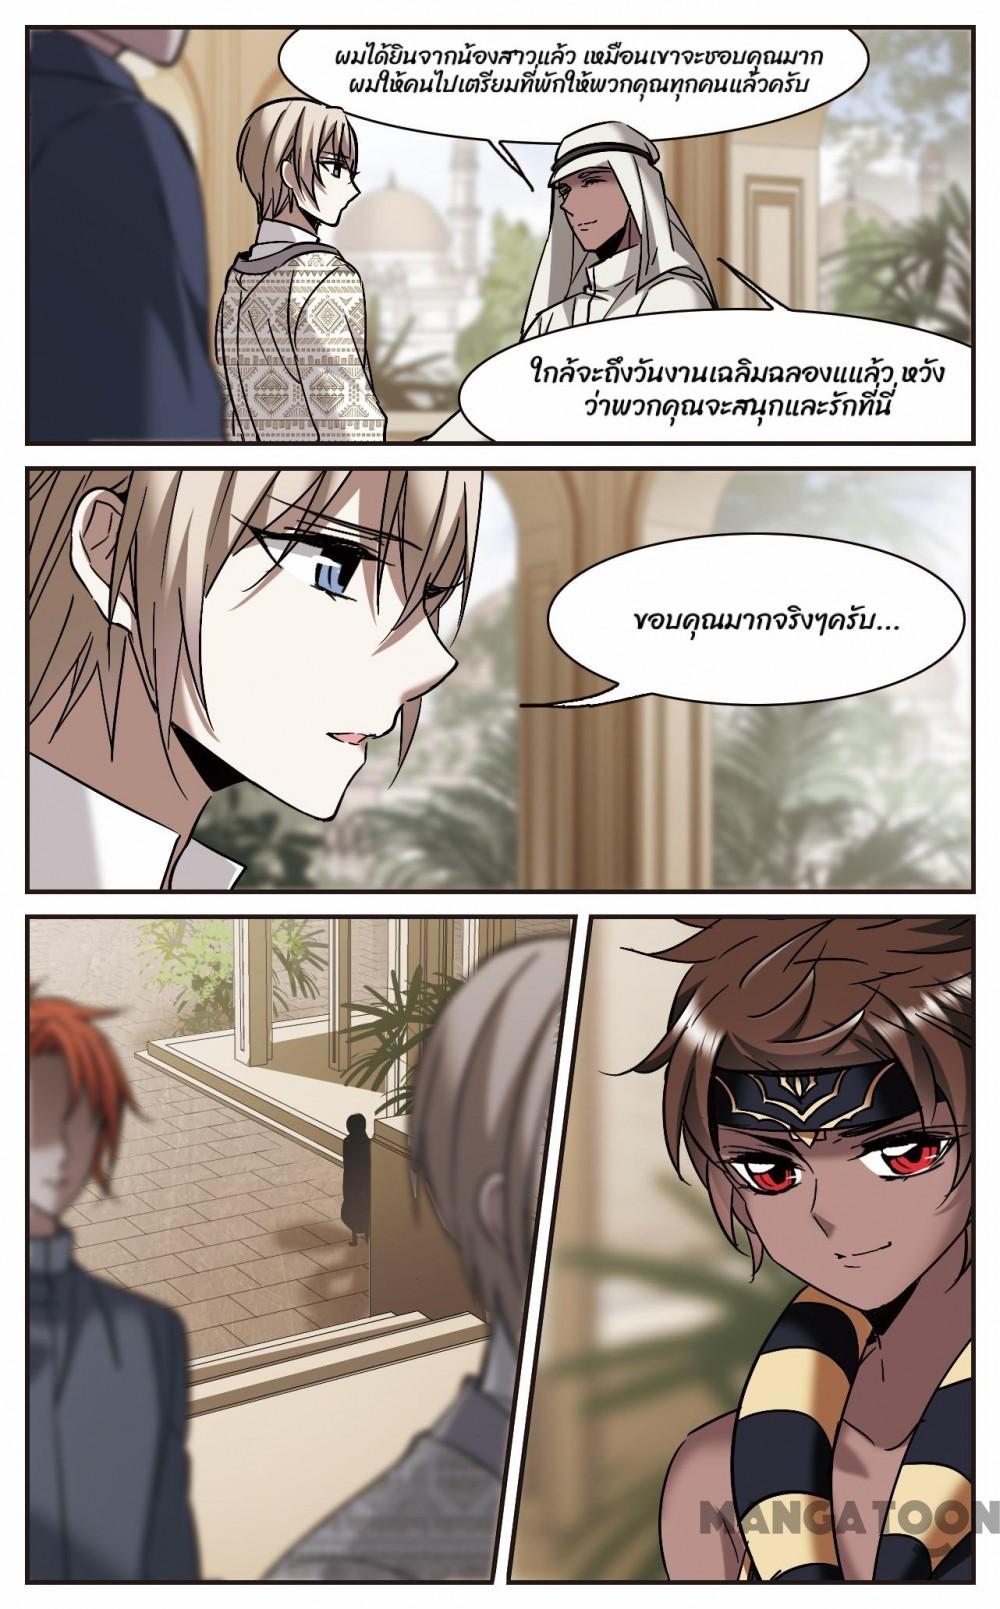 ผมได้ยินจากน้องสาวแล้ว เหมือนเขาจะชอบคุณมาก
ผมให้คนไปเตรียมที่พักให้พวกคุณทุกคนแล้วครับ
ใกล้จะถึงวันงานเฉลิมฉลองแแล้ว หวัง
ว่าพวกคุณจะสนุกและรักที่นี่
ขอบคุณมากจริงๆครับ...
MANGATOON